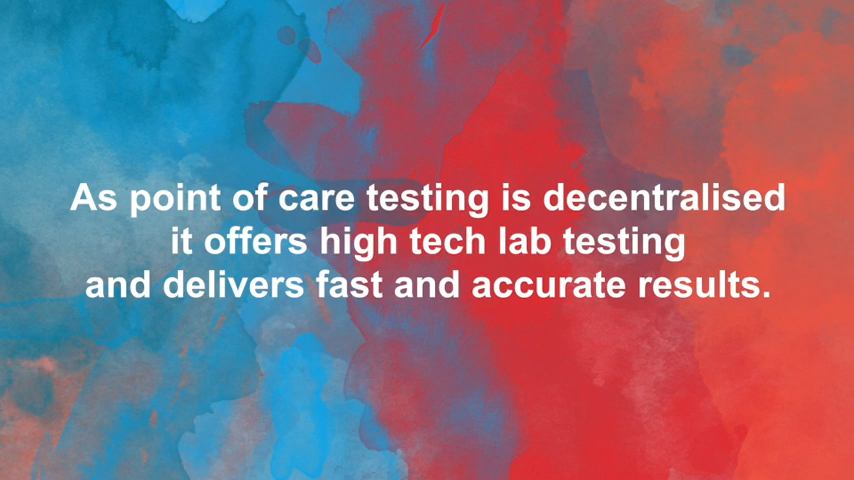 As point of care testing is decentralised
it offers high tech lab testing
and delivers fast and accurate results.